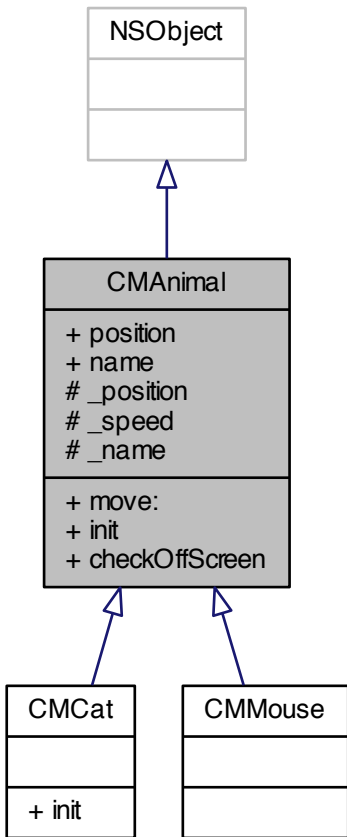 NSObject
CMAnimal
+ position
+ name
# _position
# _speed
# _name
+ move:
+ init
+ checkOffScreen
CMCat
+ init
CMMouse